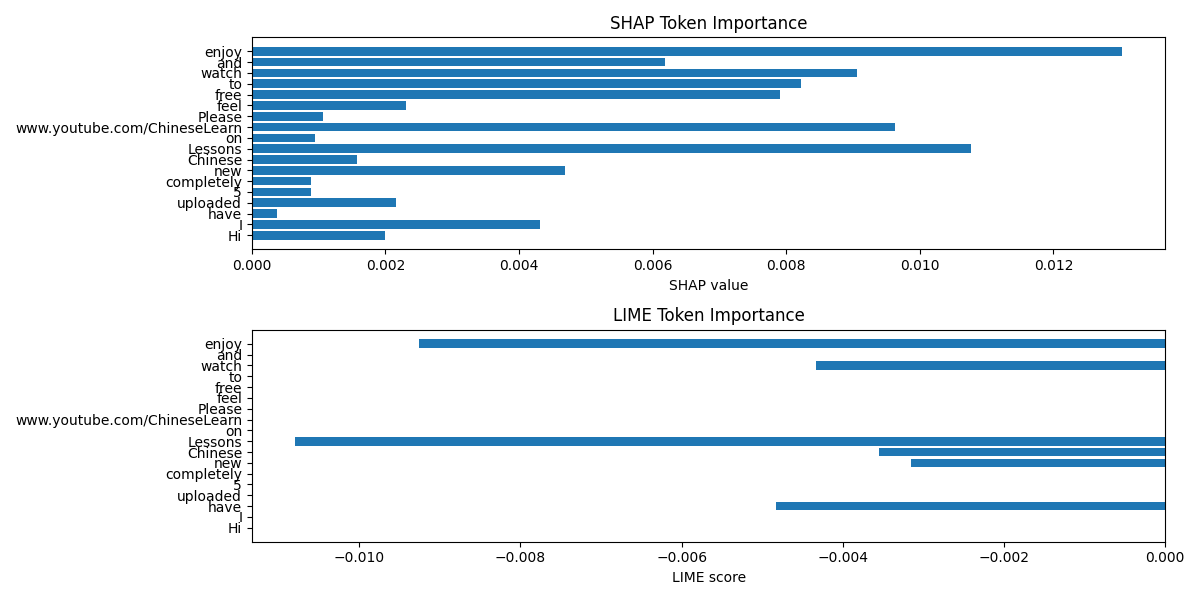 SHAP Token Importance
enjoy
and
watch
to
free
feel
Please
www.youtube.com/ChineseLearn
on
Lessons
Chinese
new
completely
5
uploaded
have
I
Hi
0.000 0.002 0.004 0.006 0.008 0.010 0.012
SHAP value
LIME Token Importance
enjoy
and
watch
to
free
feel
Please
www.youtube.com/ChineseLearn
on
Lessons
Chinese
new
completely
5
uploaded
have
I
Hi
−0.010 −0.008 −0.006 −0.004 −0.002 0.000
LIME score